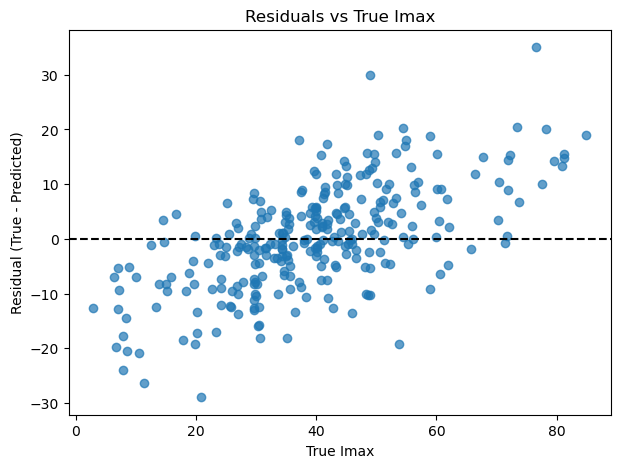 Residuals vs True Imax
Residual (True - Predicted)
30
20
10
0
−10
−20
−30
0 20 40 60 80
True Imax